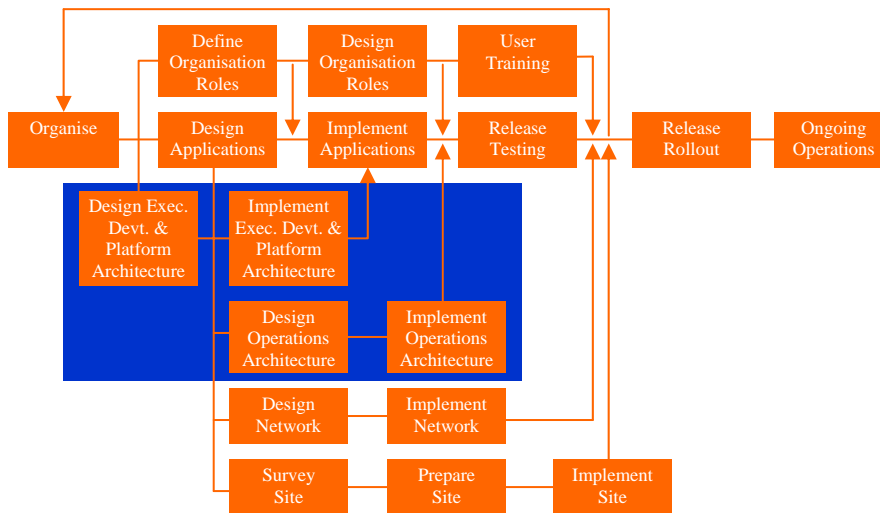 Define
Organisation
Roles
Design
Organisation
Roles
User
Training
Organise
Design
Applications
Implement
Applications
Release
Testing
Release
Rollout
Ongoing
Operations
Design Exec.
Devt. &
Platform
Architecture
Implement
Exec. Devt. &
Platform
Architecture
Design
Operations
Architecture
Implement
Operations
Architecture
Design
Network
Implement
Network
Survey
Site
Prepare
Site
Implement
Site